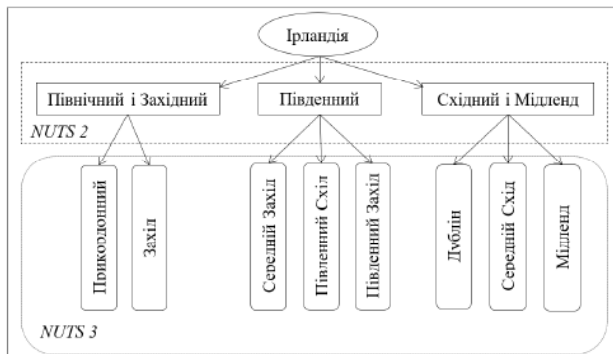 Ірландія
Північний і Західний
Південний
Східний і Мідленд
NUTS 2
Прикордонний
Захід
Середній Захід
Південний Схід
Південний Захід
Дублін
Середній Схід
Мідленд
NUTS 3